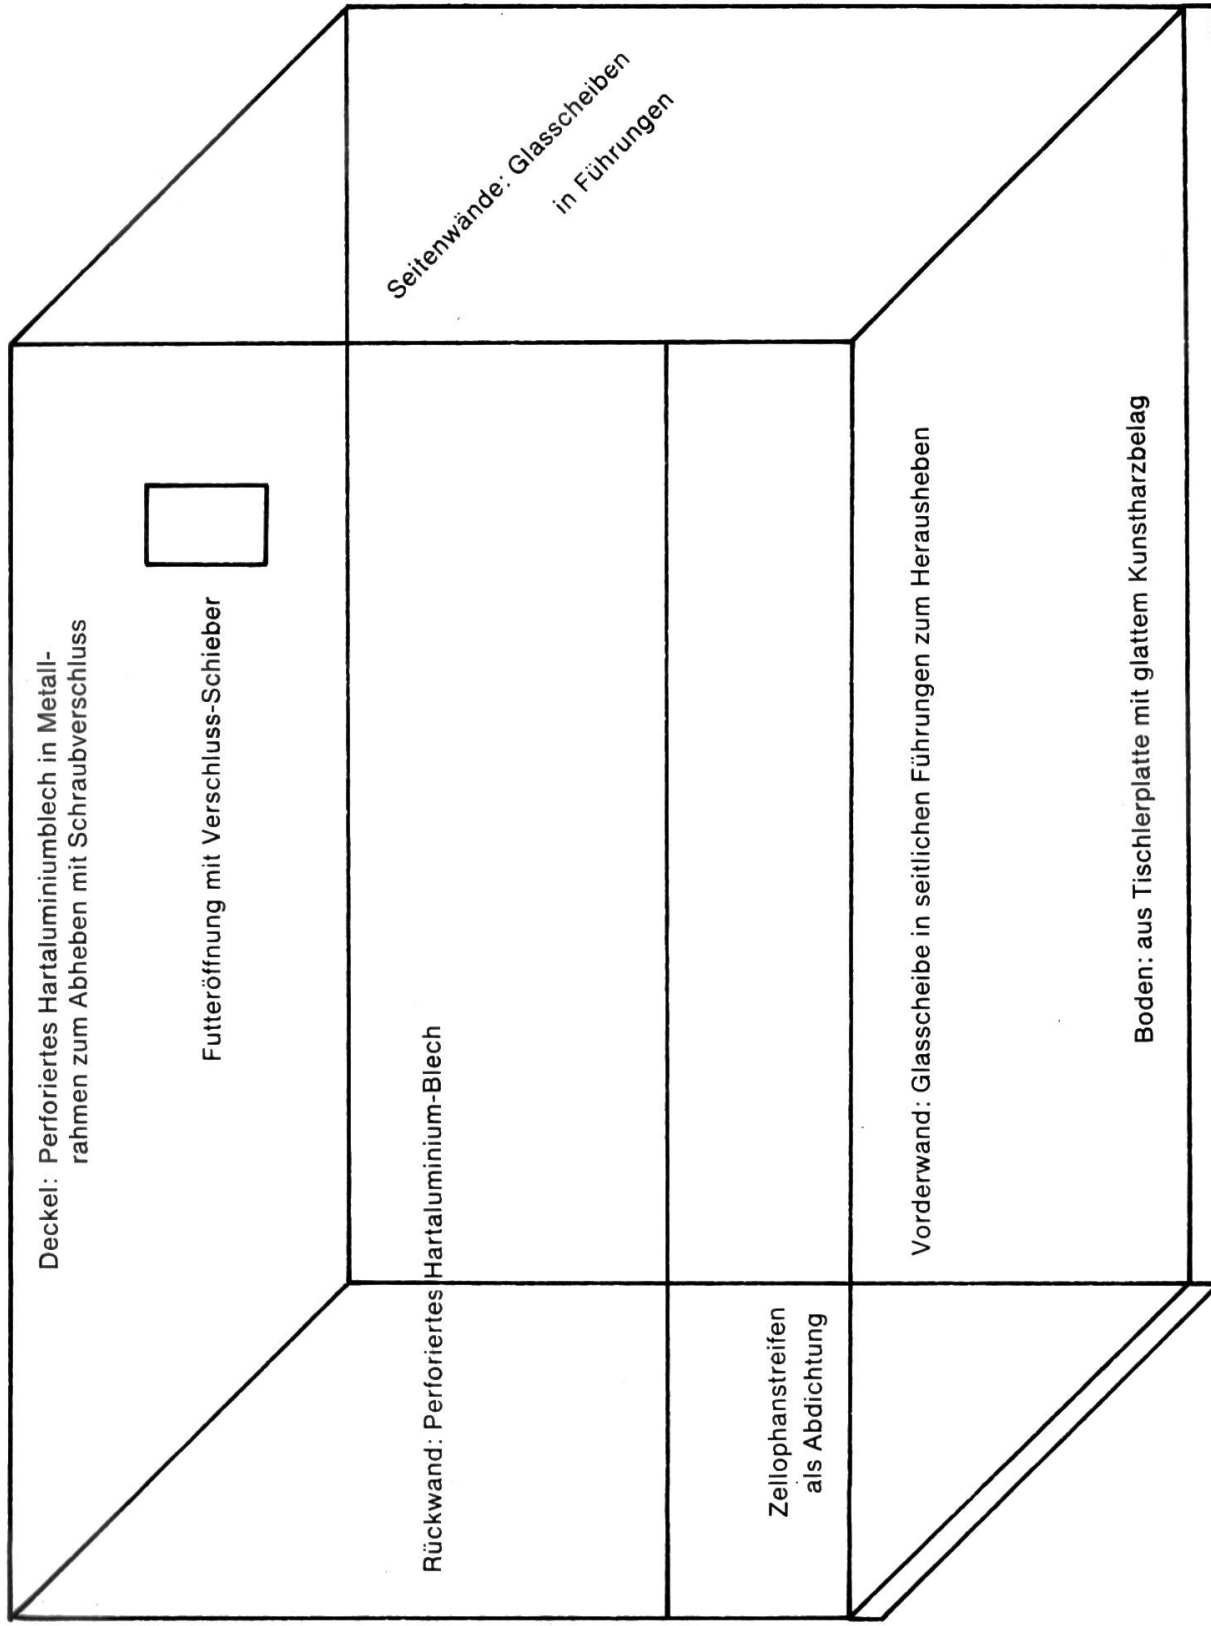 Deckel: Perforiertes Hartaluminiumblech in Metall-
rahmen zum Abheben mit Schraubverschluss
Futteröffnung mit Verschluss-Schieber
Seitenwände: Glasscheiben
in Führungen
Rückwand: Perforiertes Hartaluminium-Blech
Zellophanstreifen
als Abdichtung
Vorderwand: Glasscheibe in seitlichen Führungen zum Herausheben
Boden: aus Tischlerplatte mit glattem Kunstharzbelag